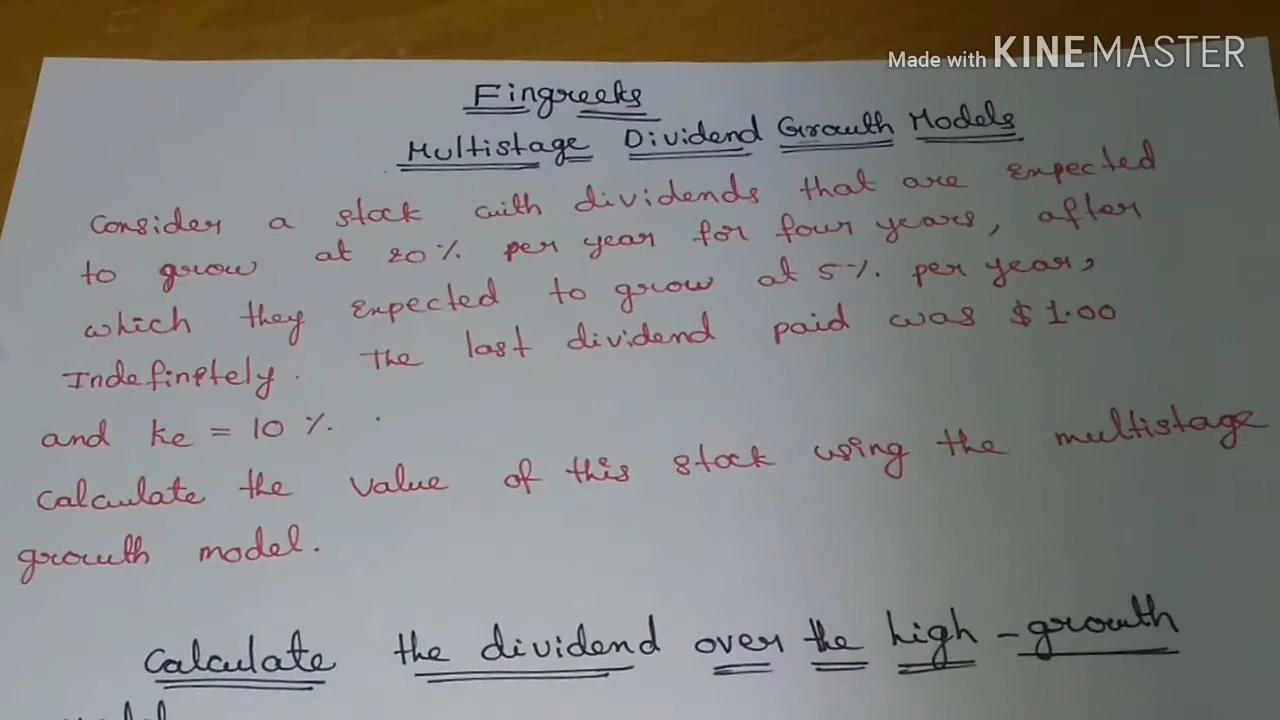 Made with KINEMASTER
Fingreeks
Multistage Dividend Growth Models
Consider a stock with dividends that are expected
to grow at 20% per year for four years, after
which they expected to grow at 5% per year,
Indefinetely. The last dividend paid was $1.00
and ke = 10%.
Calculate the value of this stock using the multistage
growth model.
Calculate the dividend over the high-growth